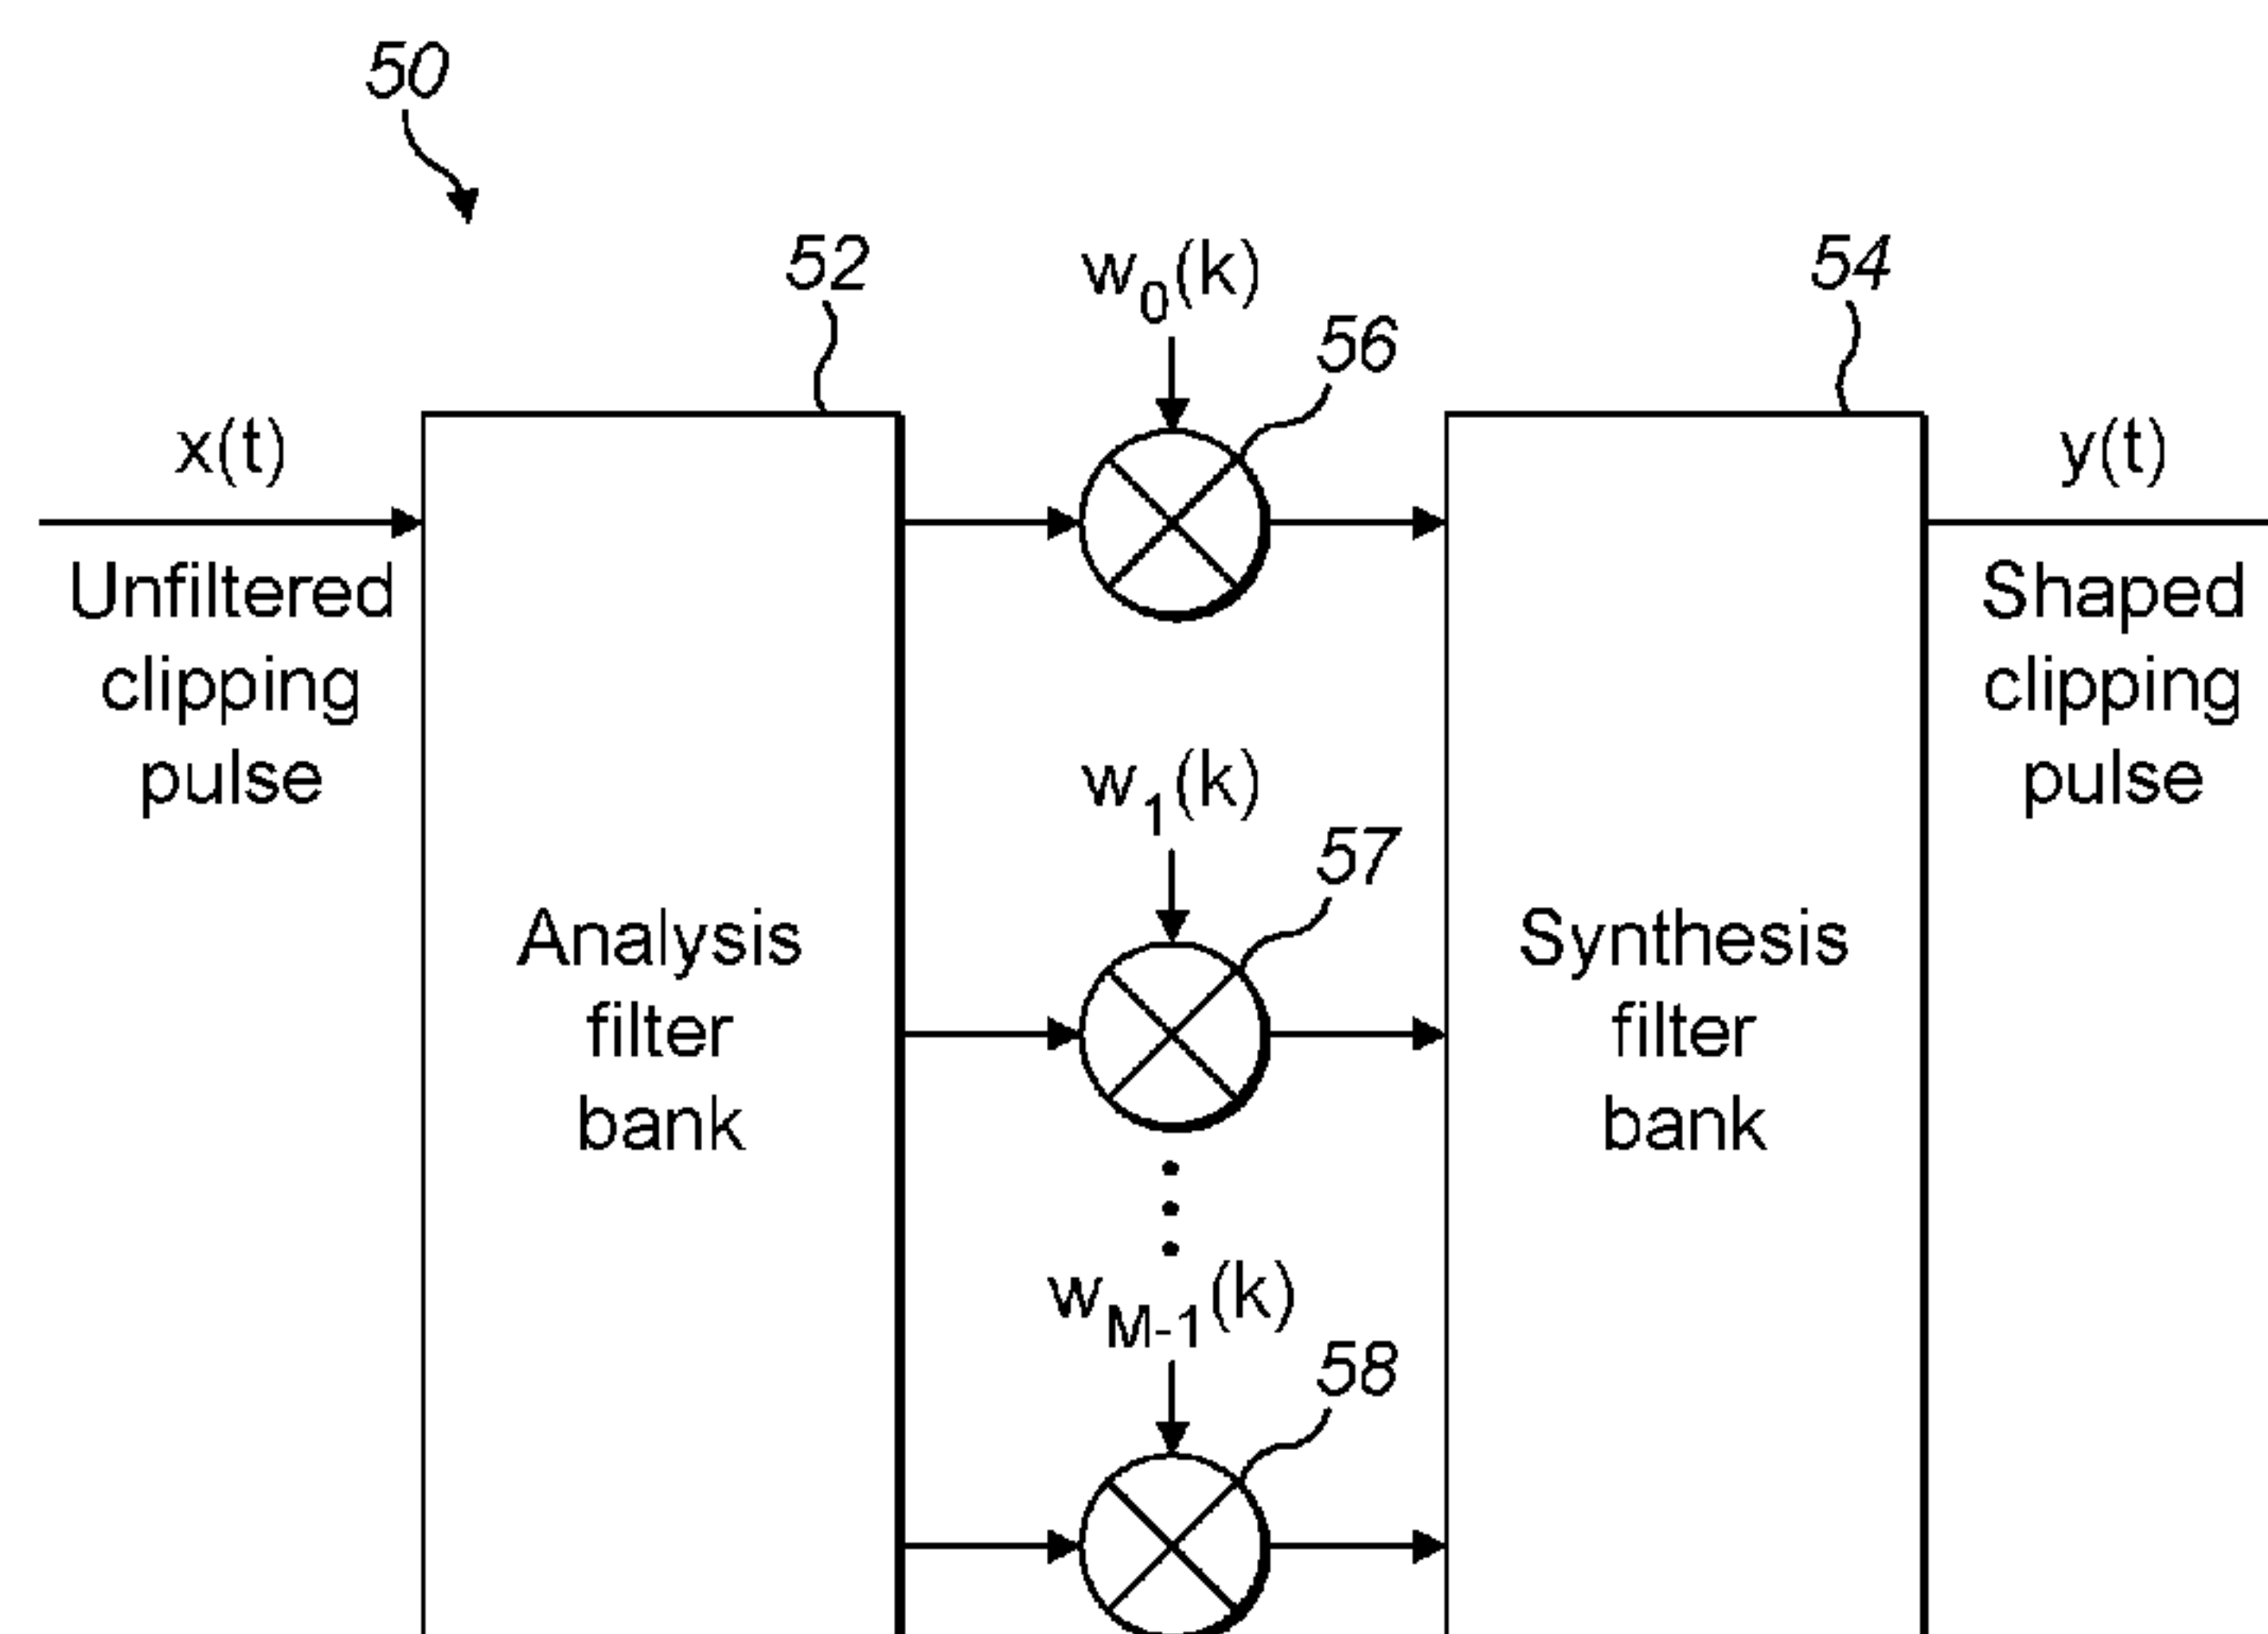 50
52
w0(k)
56
54
x(t)
Unfiltered
clipping
pulse
y(t)
Shaped
clipping
pulse
w1(k)
57
Analysis
filter
bank
Synthesis
filter
bank
wM-1(k)
58